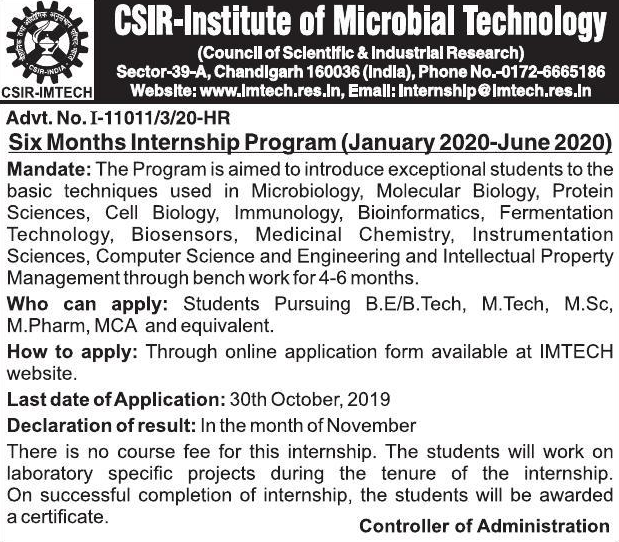 CSIR-Institute of Microbial Technology
(Council of Scientific & Industrial Research)
Sector-39-A, Chandigarh 160036 (India), Phone No.-0172-6665186
Website: www.imtech.res.in, Email: Internship@imtech.res.in
CSIR-INDIA
CSIR-IMTECH
Advt. No. I-11011/3/20-HR
Six Months Internship Program (January 2020-June 2020)
Mandate: The Program is aimed to introduce exceptional students to the
basic techniques used in Microbiology, Molecular Biology, Protein
Sciences, Cell Biology, Immunology, Bioinformatics, Fermentation
Technology, Biosensors, Medicinal Chemistry, Instrumentation
Sciences, Computer Science and Engineering and Intellectual Property
Management through bench work for 4-6 months.
Who can apply: Students Pursuing B.E/B.Tech, M.Tech, M.Sc,
M.Pharm, MCA and equivalent.
How to apply: Through online application form available at IMTECH
website.
Last date of Application: 30th October, 2019
Declaration of result: In the month of November
There is no course fee for this internship. The students will work on
laboratory specific projects during the tenure of the internship.
On successful completion of internship, the students will be awarded
a certificate.
Controller of Administration